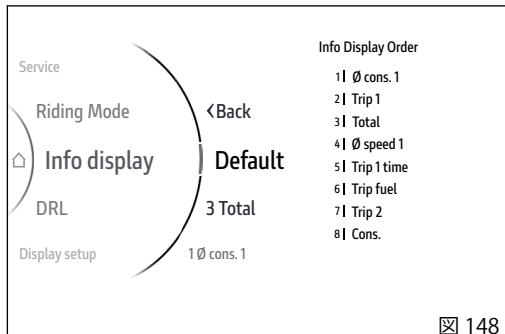 Service
Riding Mode
Info display
DRL
Display setup
‹Back
Default
3 Total
1 Ø cons. 1
Info Display Order
1 Ø cons. 1
2 Trip 1
3 Total
4 Ø speed 1
5 Trip 1 time
6 Trip fuel
7 Trip 2
8 Cons.
図 148